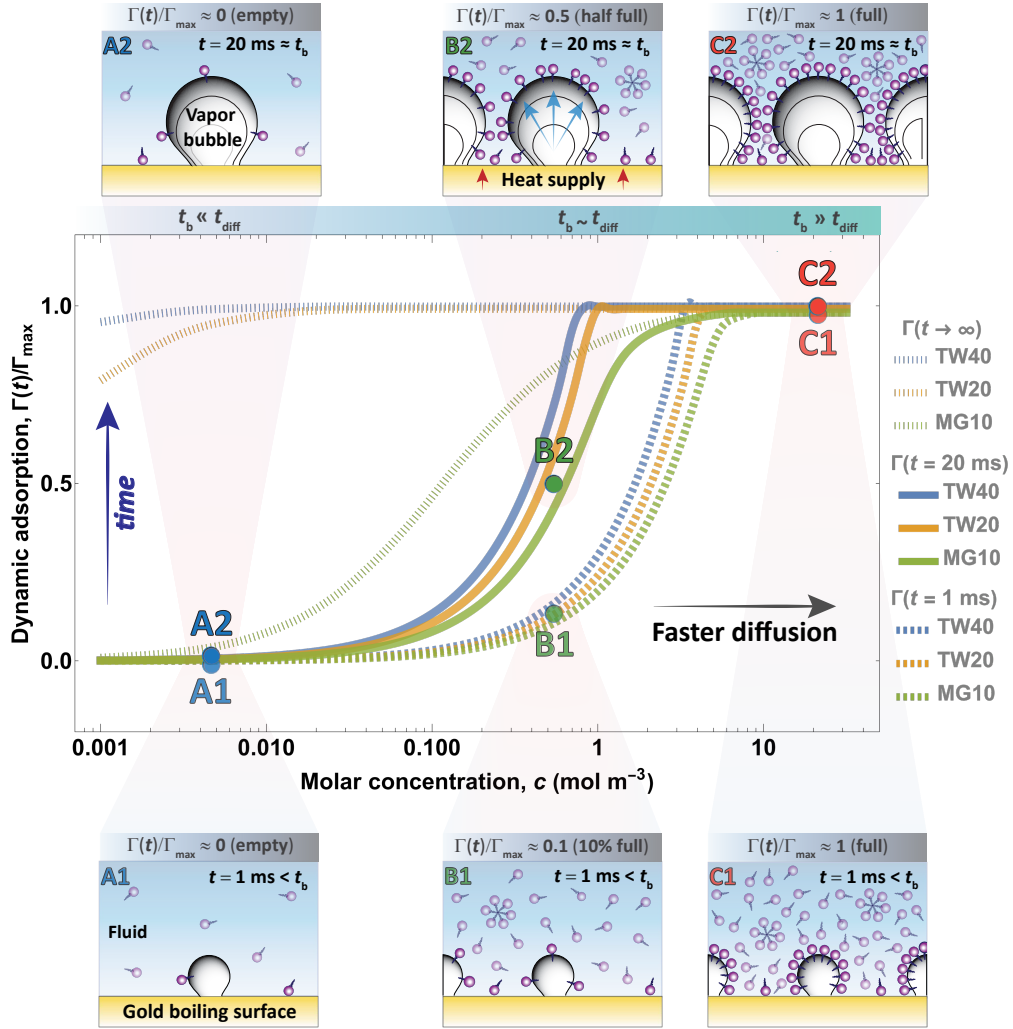 Γ(t)/Γmax ≈ 0 (empty)
A2
t = 20 ms ≈ tb
Vapor
bubble
Γ(t)/Γmax ≈ 0.5 (half full)
B2
t = 20 ms ≈ tb
Heat supply
Γ(t)/Γmax ≈ 1 (full)
C2
t = 20 ms ≈ tb
tb ≪ tdiff
tb ~ tdiff
tb ≫ tdiff
Dynamic adsorption, Γ(t)/Γmax
1.0
0.5
0.0
time
A2
A1
B2
B1
C2
C1
Faster diffusion
0.001
0.010
0.100
1
10
Molar concentration, c (mol m⁻³)
Γ(t → ∞)
TW40
TW20
MG10
Γ(t = 20 ms)
TW40
TW20
MG10
Γ(t = 1 ms)
TW40
TW20
MG10
Γ(t)/Γmax ≈ 0 (empty)
A1
t = 1 ms < tb
Fluid
Gold boiling surface
Γ(t)/Γmax ≈ 0.1 (10% full)
B1
t = 1 ms < tb
Γ(t)/Γmax ≈ 1 (full)
C1
t = 1 ms < tb